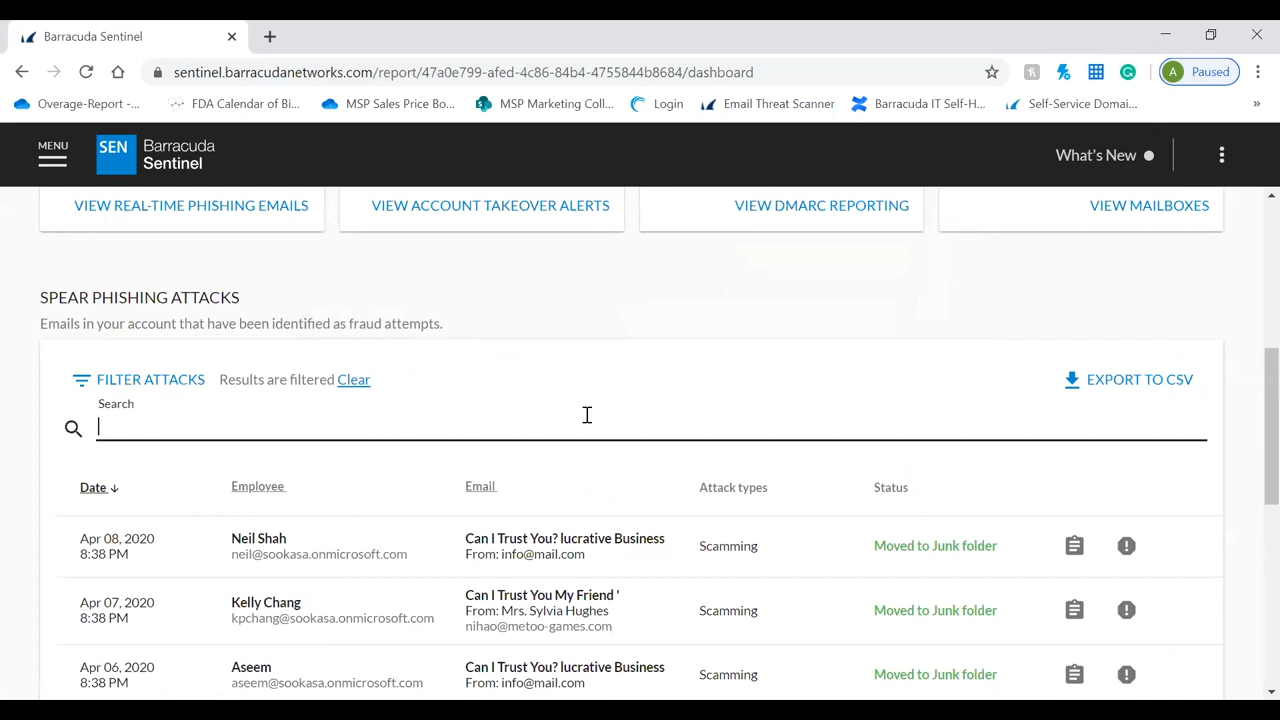 Barracuda Sentinel
sentinel.barracudanetworks.com/report/47a0e7c9-afed-4c86-84b4-4755844b8684/dashboard
A Paused
Overage-Report -...
FDA Calendar of Bi...
MSP Sales Price Bo...
MSP Marketing Coll...
Login
Email Threat Scanner
Barracuda IT Self-H...
Self-Service Domai...
»
MENU
SEN
Barracuda
Sentinel
What's New
VIEW REAL-TIME PHISHING EMAILS
VIEW ACCOUNT TAKEOVER ALERTS
VIEW DMARC REPORTING
VIEW MAILBOXES
SPEAR PHISHING ATTACKS
Emails in your account that have been identified as fraud attempts.
FILTER ATTACKS Results are filtered Clear
EXPORT TO CSV
Search
Date Employee Email Attack types Status
Apr 08, 2020
8:38 PM
Neil Shah
neil@sookasa.onmicrosoft.com
Can I Trust You? lucrative Business
From: info@mail.com
Scamming
Moved to Junk folder
Apr 07, 2020
8:38 PM
Kelly Chang
kpchang@sookasa.onmicrosoft.com
Can I Trust You My Friend '
From: Mrs. Sylvia Hughes
nihao@metoo-games.com
Scamming
Moved to Junk folder
Apr 06, 2020
8:38 PM
Aseem
aseem@sookasa.onmicrosoft.com
Can I Trust You? lucrative Business
From: info@mail.com
Scamming
Moved to Junk folder